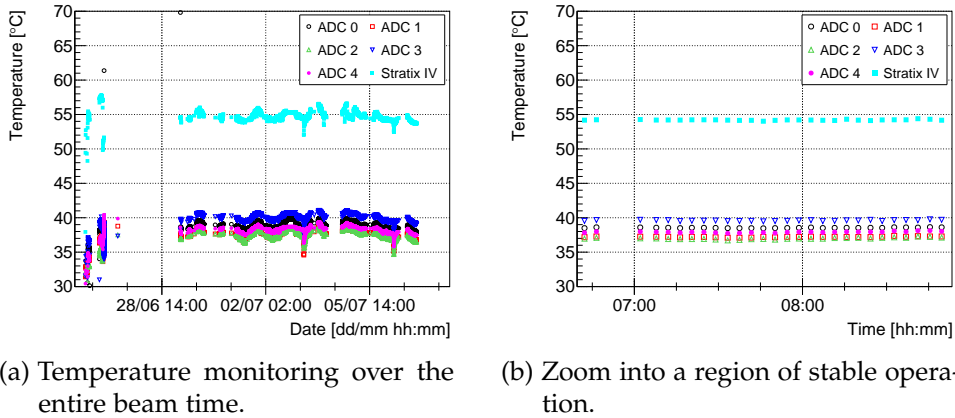 Temperature [°C]
70
65
60
55
50
45
40
35
30
ADC 0 ADC 1
ADC 2 ADC 3
ADC 4 Stratix IV
28/06 14:00 02/07 02:00 05/07 14:00
Date [dd/mm hh:mm]
Temperature [°C]
70
65
60
55
50
45
40
35
30
ADC 0 ADC 1
ADC 2 ADC 3
ADC 4 Stratix IV
07:00 08:00
Time [hh:mm]
(a) Temperature monitoring over the
entire beam time.
(b) Zoom into a region of stable opera-
tion.